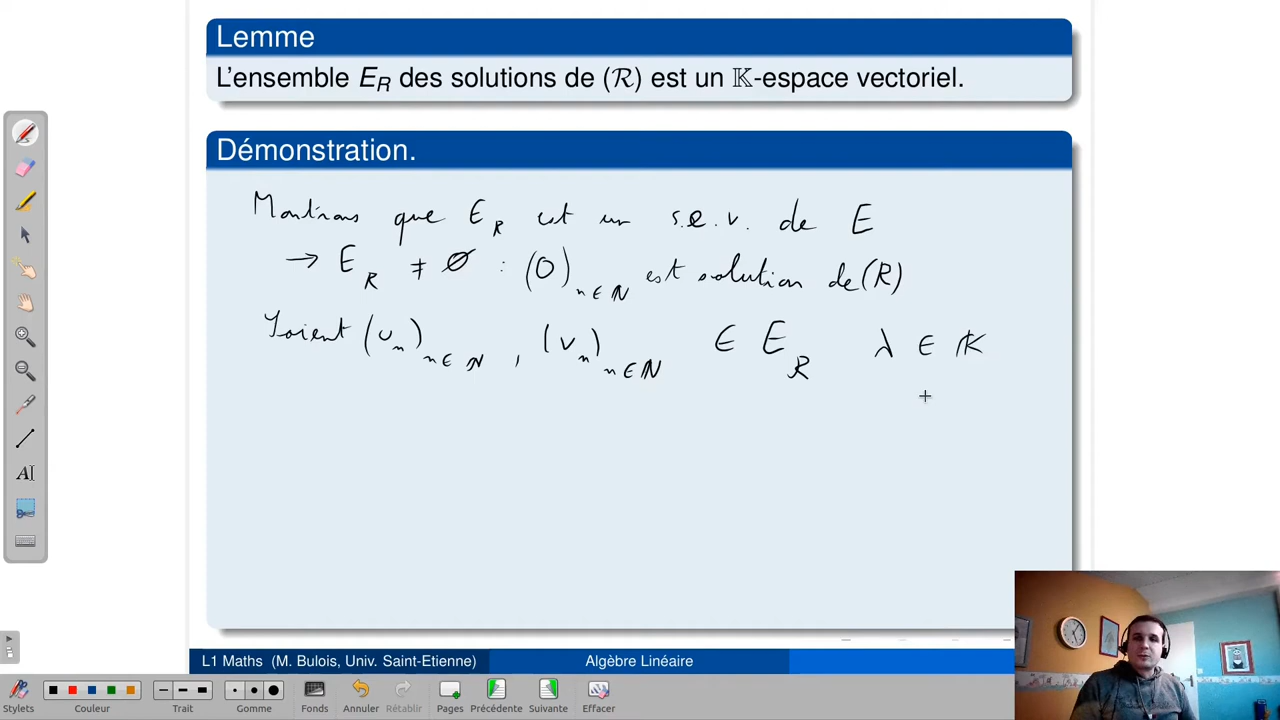 Lemme
L'ensemble E_R des solutions de (R) est un 𝕂-espace vectoriel.
Démonstration.
Montrons que E_R est un s.e.v. de E
→ E_R ≠ ∅ : (0)_{n∈ℕ} est solution de (R)
Soient (u_n)_{n∈ℕ}, (v_n)_{n∈ℕ} ∈ E_R λ ∈ 𝕂
L1 Maths (M. Bulois, Univ. Saint-Etienne)
Algèbre Linéaire
Stylets
Couleur
Trait
Gomme
Fonds
Annuler
Rétablir
Pages
Précédente
Suivante
Effacer